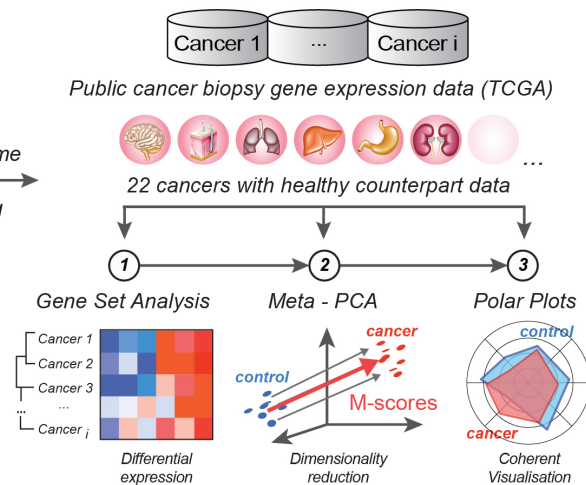 Cancer 1
...
Cancer i
Public cancer biopsy gene expression data (TCGA)
...
22 cancers with healthy counterpart data
1
2
3
Gene Set Analysis
Meta - PCA
Polar Plots
Cancer 1
Cancer 2
Cancer 3
...
...
Cancer i
control
cancer
M-scores
control
cancer
Differential
expression
Dimensionality
reduction
Coherent
Visualisation